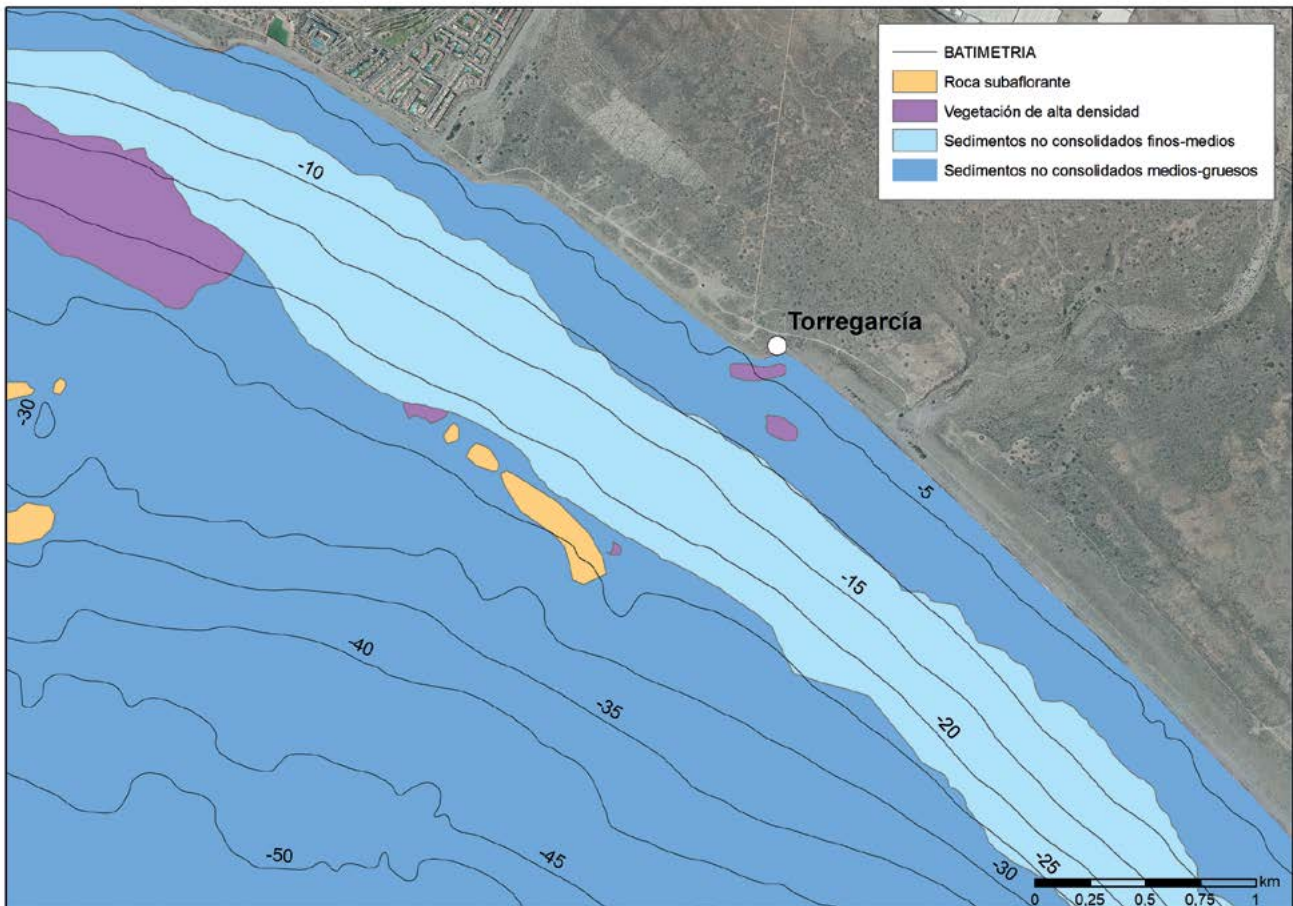 BATIMETRIA
Roca subaflorante
Vegetación de alta densidad
Sedimentos no consolidados finos-medios
Sedimentos no consolidados medios-gruesos
-10
Torregarcía
-30
-5
-15
-40
-35
-20
-50
-45
-30
-25
km
0 0,25 0,5 0,75 1